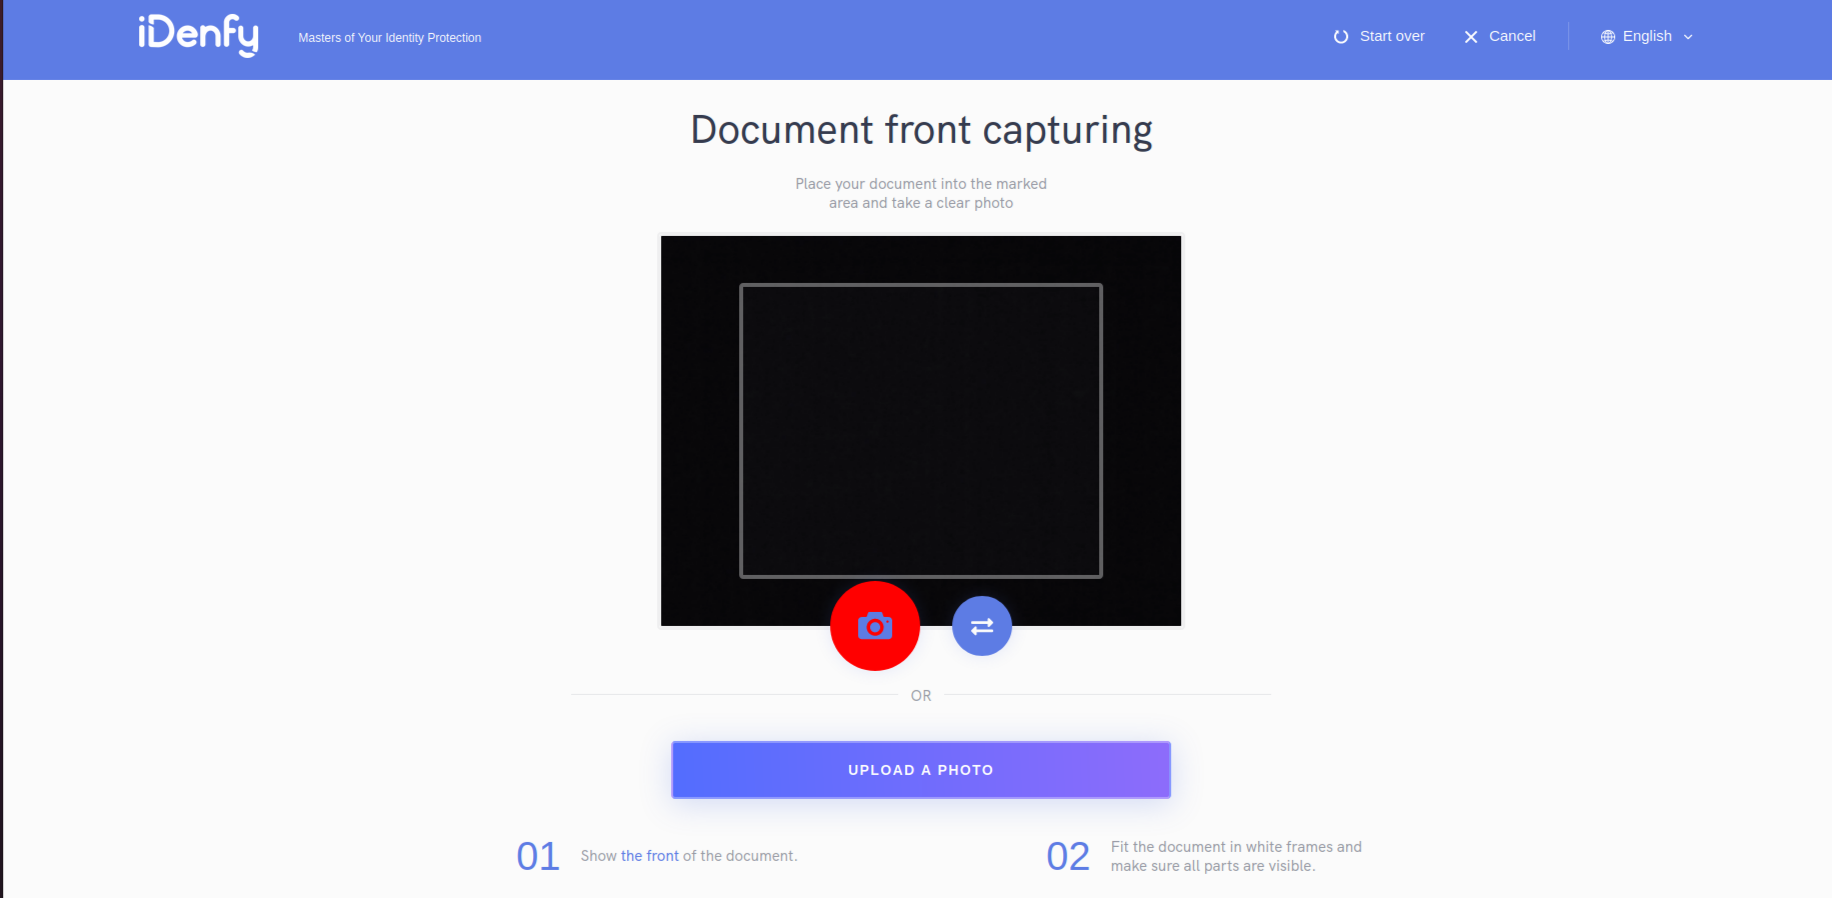 iDenfy
Masters of Your Identity Protection
Start over
Cancel
English
Document front capturing
Place your document into the marked
area and take a clear photo
OR
UPLOAD A PHOTO
01
Show the front of the document.
02
Fit the document in white frames and
make sure all parts are visible.